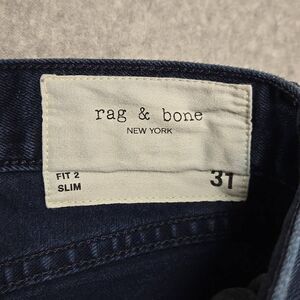 rag & bone
NEW YORK
FIT 2
SLIM
31